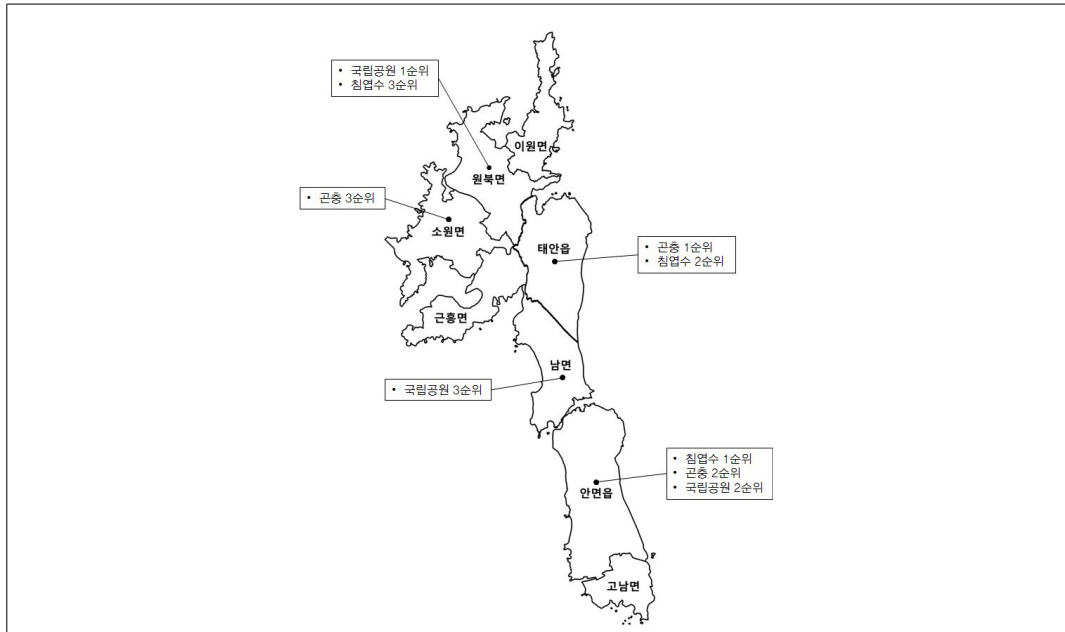 • 국립공원 1순위
• 침엽수 3순위
이원면
원북면
• 곤충 3순위
소원면
태안읍
• 곤충 1순위
• 침엽수 2순위
근흥면
남면
• 국립공원 3순위
• 침엽수 1순위
• 곤충 2순위
• 국립공원 2순위
안면읍
고남면